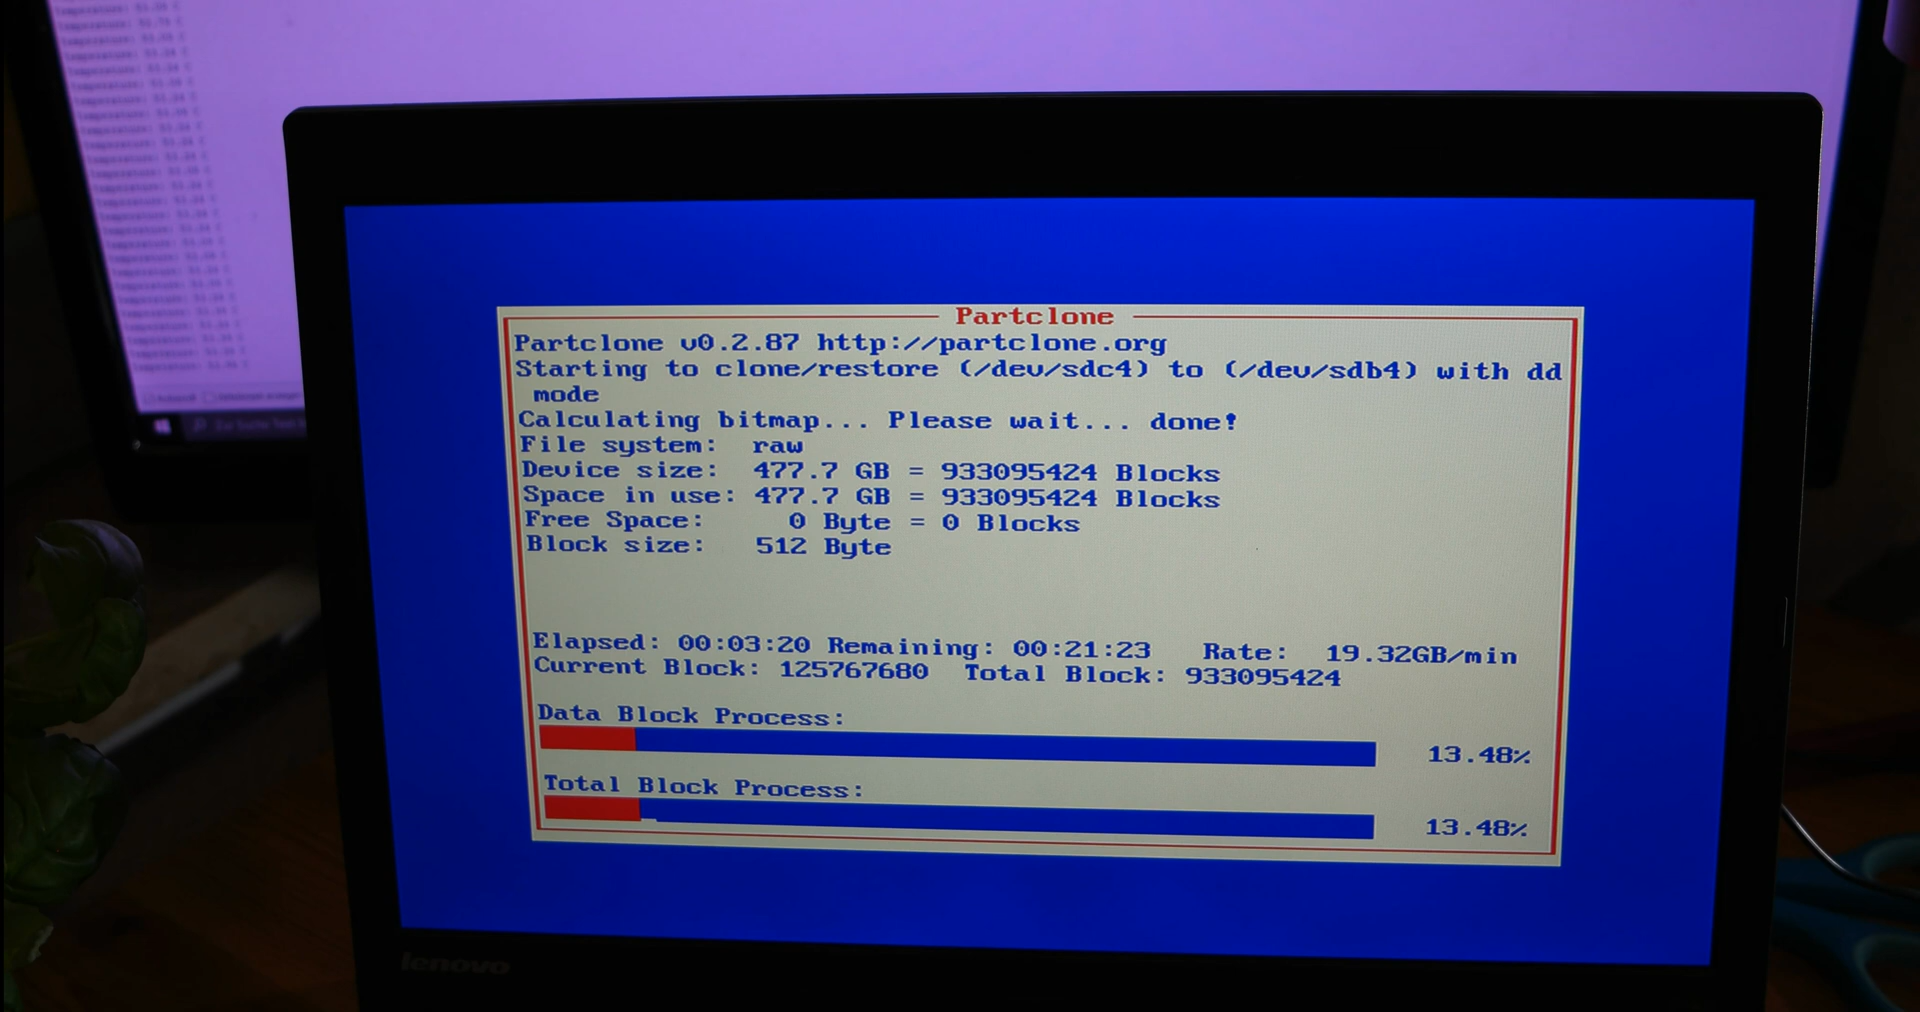 Partclone
Partclone v0.2.87 http://partclone.org
Starting to clone/restore (/dev/sdc4) to (/dev/sdb4) with dd
mode
Calculating bitmap... Please wait... done!
File system: raw
Device size: 477.7 GB = 933095424 Blocks
Space in use: 477.7 GB = 933095424 Blocks
Free Space: 0 Byte = 0 Blocks
Block size: 512 Byte
Elapsed: 00:03:20 Remaining: 00:21:23 Rate: 19.32GB/min
Current Block: 125767680 Total Block: 933095424
Data Block Process:
13.48%
Total Block Process:
13.48%
lenovo